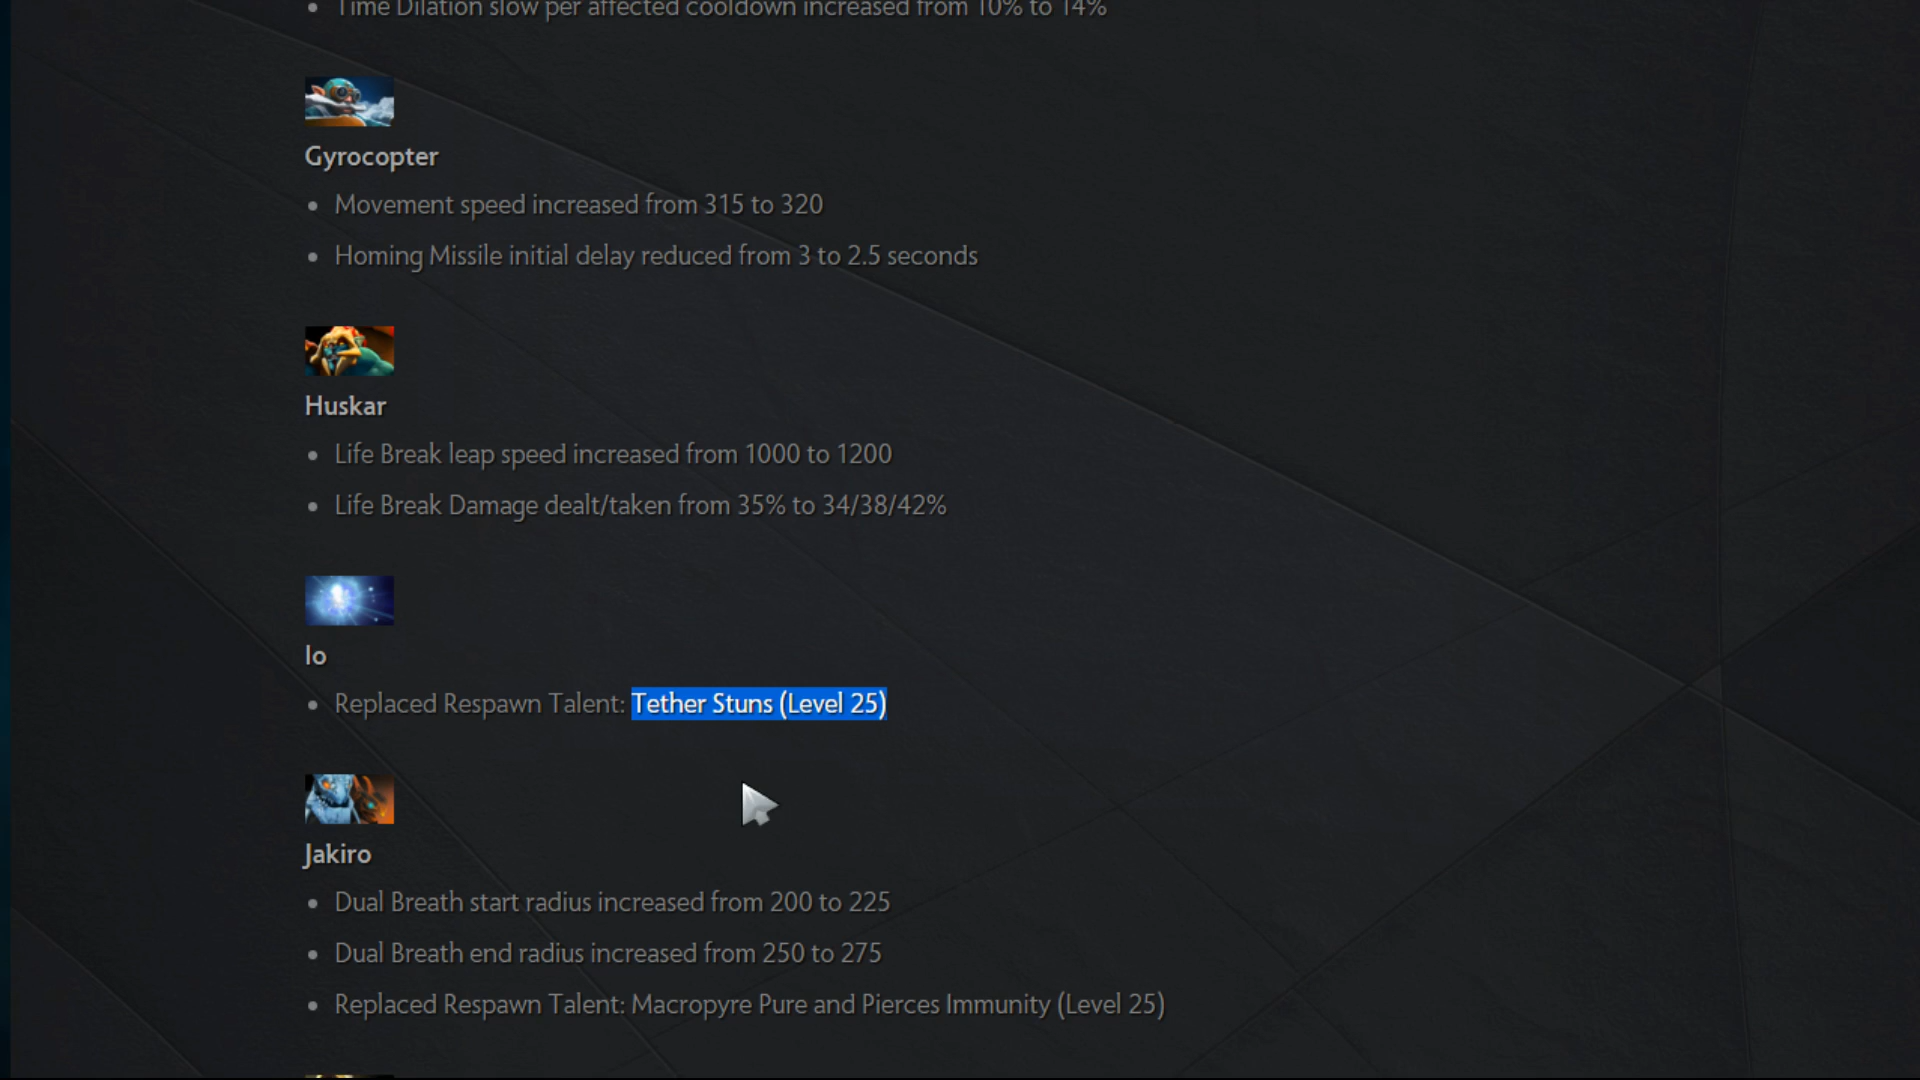 Time Dilation slow per affected cooldown increased from 10% to 14%
Gyrocopter
Movement speed increased from 315 to 320
Homing Missile initial delay reduced from 3 to 2.5 seconds
Huskar
Life Break leap speed increased from 1000 to 1200
Life Break Damage dealt/taken from 35% to 34/38/42%
Io
Replaced Respawn Talent: Tether Stuns (Level 25)
Jakiro
Dual Breath start radius increased from 200 to 225
Dual Breath end radius increased from 250 to 275
Replaced Respawn Talent: Macropyre Pure and Pierces Immunity (Level 25)